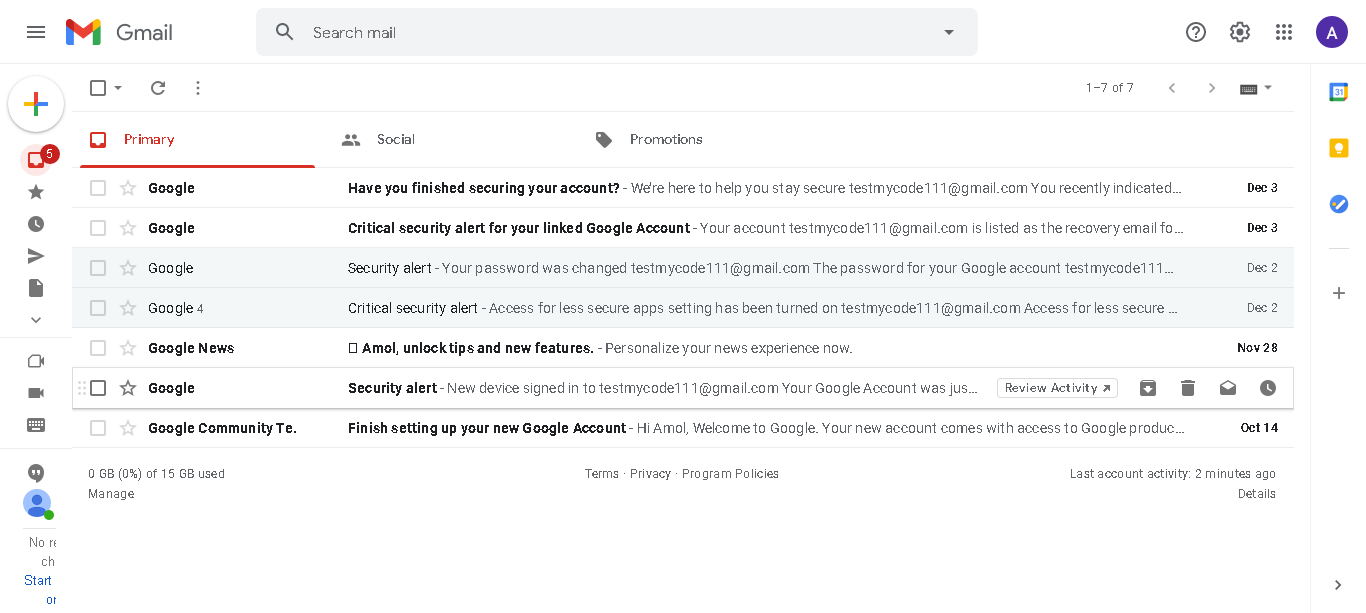 Gmail
Search mail
A
1–7 of 7
31
5
Primary
Social
Promotions
Google Have you finished securing your account? - We're here to help you stay secure testmycode111@gmail.com You recently indicated... Dec 3
Google Critical security alert for your linked Google Account - Your account testmycode111@gmail.com is listed as the recovery email fo... Dec 3
Google Security alert - Your password was changed testmycode111@gmail.com The password for your Google account testmycode111... Dec 2
Google 4 Critical security alert - Access for less secure apps setting has been turned on testmycode111@gmail.com Access for less secure ... Dec 2
Google News Amol, unlock tips and new features. - Personalize your news experience now. Nov 28
Google Security alert - New device signed in to testmycode111@gmail.com Your Google Account was jus... Review Activity
Google Community Te. Finish setting up your new Google Account - Hi Amol, Welcome to Google. Your new account comes with access to Google produc... Oct 14
0 GB (0%) of 15 GB used
Manage
Terms · Privacy · Program Policies
Last account activity: 2 minutes ago
Details
No re
ch
Start
or